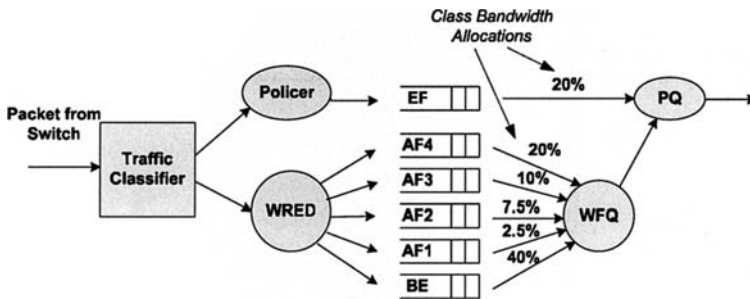 Class Bandwidth
Allocations
Policer
EF
20%
PQ
Packet from
Switch
Traffic
Classifier
AF4
20%
AF3
10%
WRED
AF2
7.5%
WFQ
AF1
2.5%
BE
40%